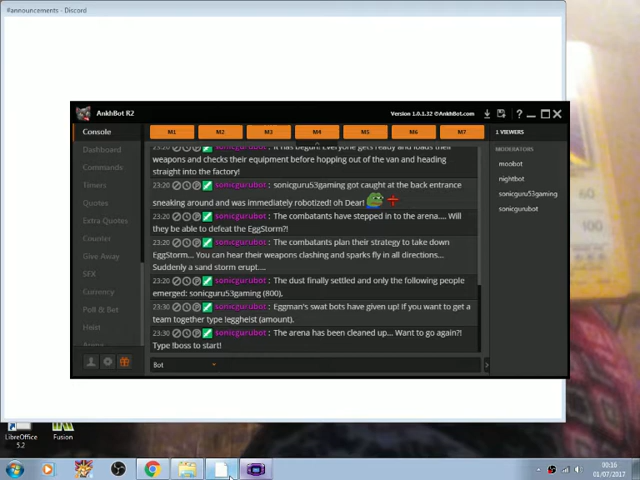 #announcements - Discord
AnkhBot R2
Version 1.0.1.32 ©AnkhBot.com
Console
M1 M2 M3 M4 M5 M6 M7
1 VIEWERS
Dashboard
Commands
Timers
Quotes
Extra Quotes
Counter
Give Away
SFX
Currency
Poll & Bet
Heist
weapons and checks their equipment before hopping out of the van and heading
straight into the factory!
23:20 sonicgurubot : sonicguru53gaming got caught at the back entrance
sneaking around and was immediately robotized! oh Dear!
23:20 sonicgurubot : The combatants have stepped in to the arena.... Will
they be able to defeat the EggStorm?!
23:20 sonicgurubot : The combatants plan their strategy to take down
EggStorm... You can hear their weapons clashing and sparks fly in all directions...
Suddenly a sand storm erupt....
23:20 sonicgurubot : The dust finally settled and only the following people
emerged: sonicguru53gaming (800),
23:30 sonicgurubot : Eggman's swat bots have given up! If you want to get a
team together type !eggheist (amount).
23:30 sonicgurubot : The arena has been cleaned up... Want to go again?!
Type !boss to start!
Bot
MODERATORS
moobot
nightbot
sonicguru53gaming
sonicgurubot
LibreOffice
5.2
Fusion
00:16
01/07/2017